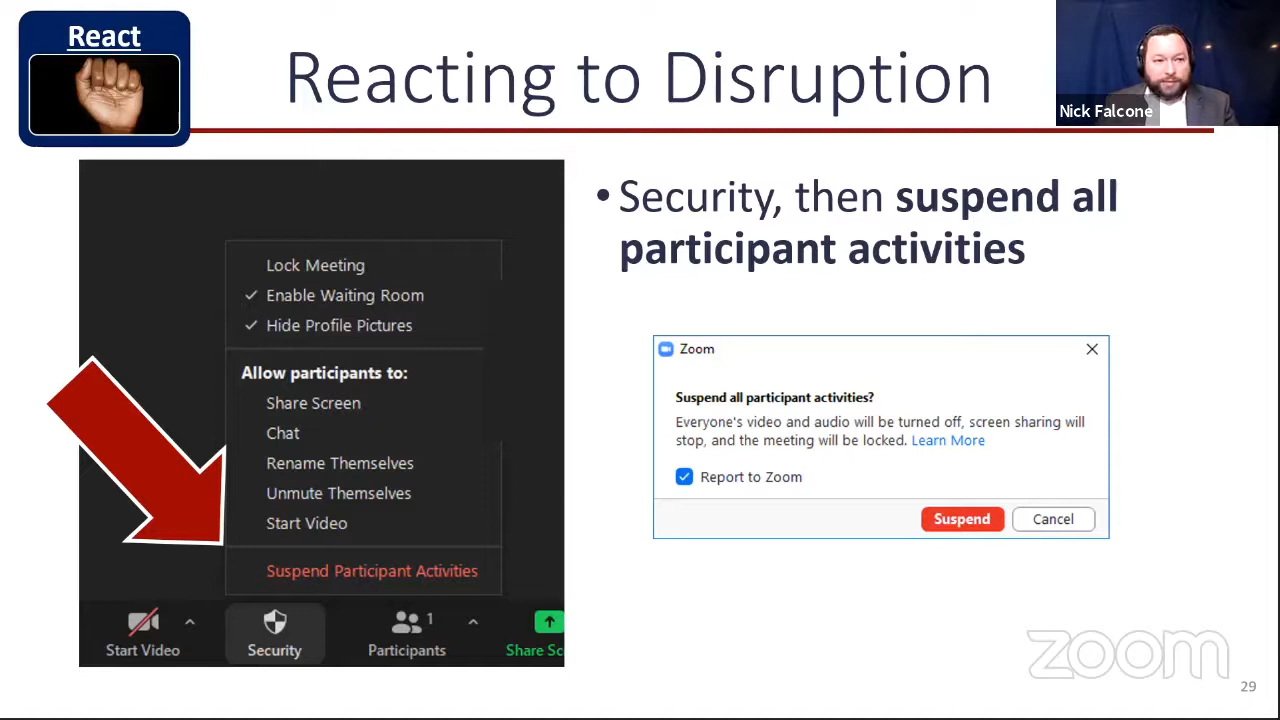 React
Reacting to Disruption
Nick Falcone
• Security, then suspend all
participant activities
Lock Meeting
✓ Enable Waiting Room
✓ Hide Profile Pictures
Allow participants to:
Share Screen
Chat
Rename Themselves
Unmute Themselves
Start Video
Suspend Participant Activities
Start Video
Security
Participants
1
Share Sc
Zoom
Suspend all participant activities?
Everyone's video and audio will be turned off, screen sharing will
stop, and the meeting will be locked. Learn More
Report to Zoom
Suspend
Cancel
zoom
29